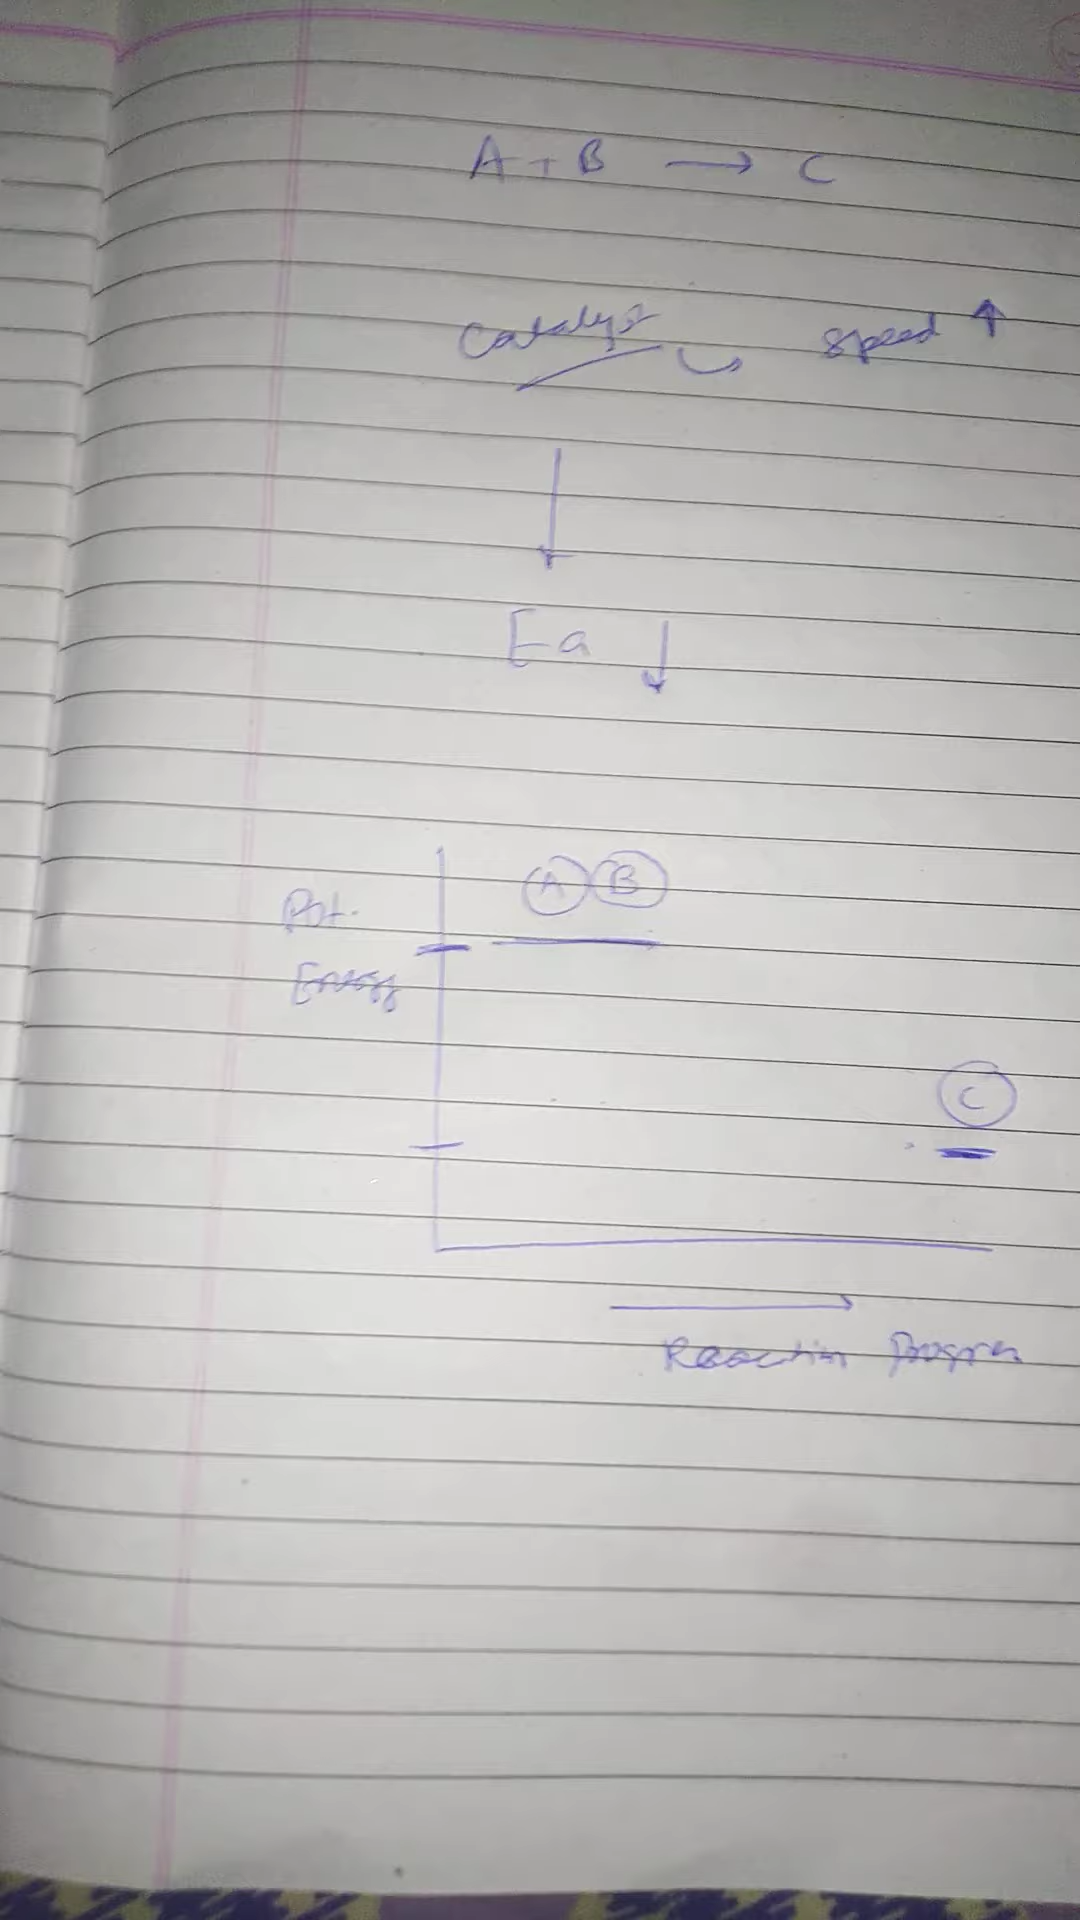 A + B → C
Catalyst speed ↑
↓
Ea ↓
A B
Pot.
Energy
C
→
Reaction Progress